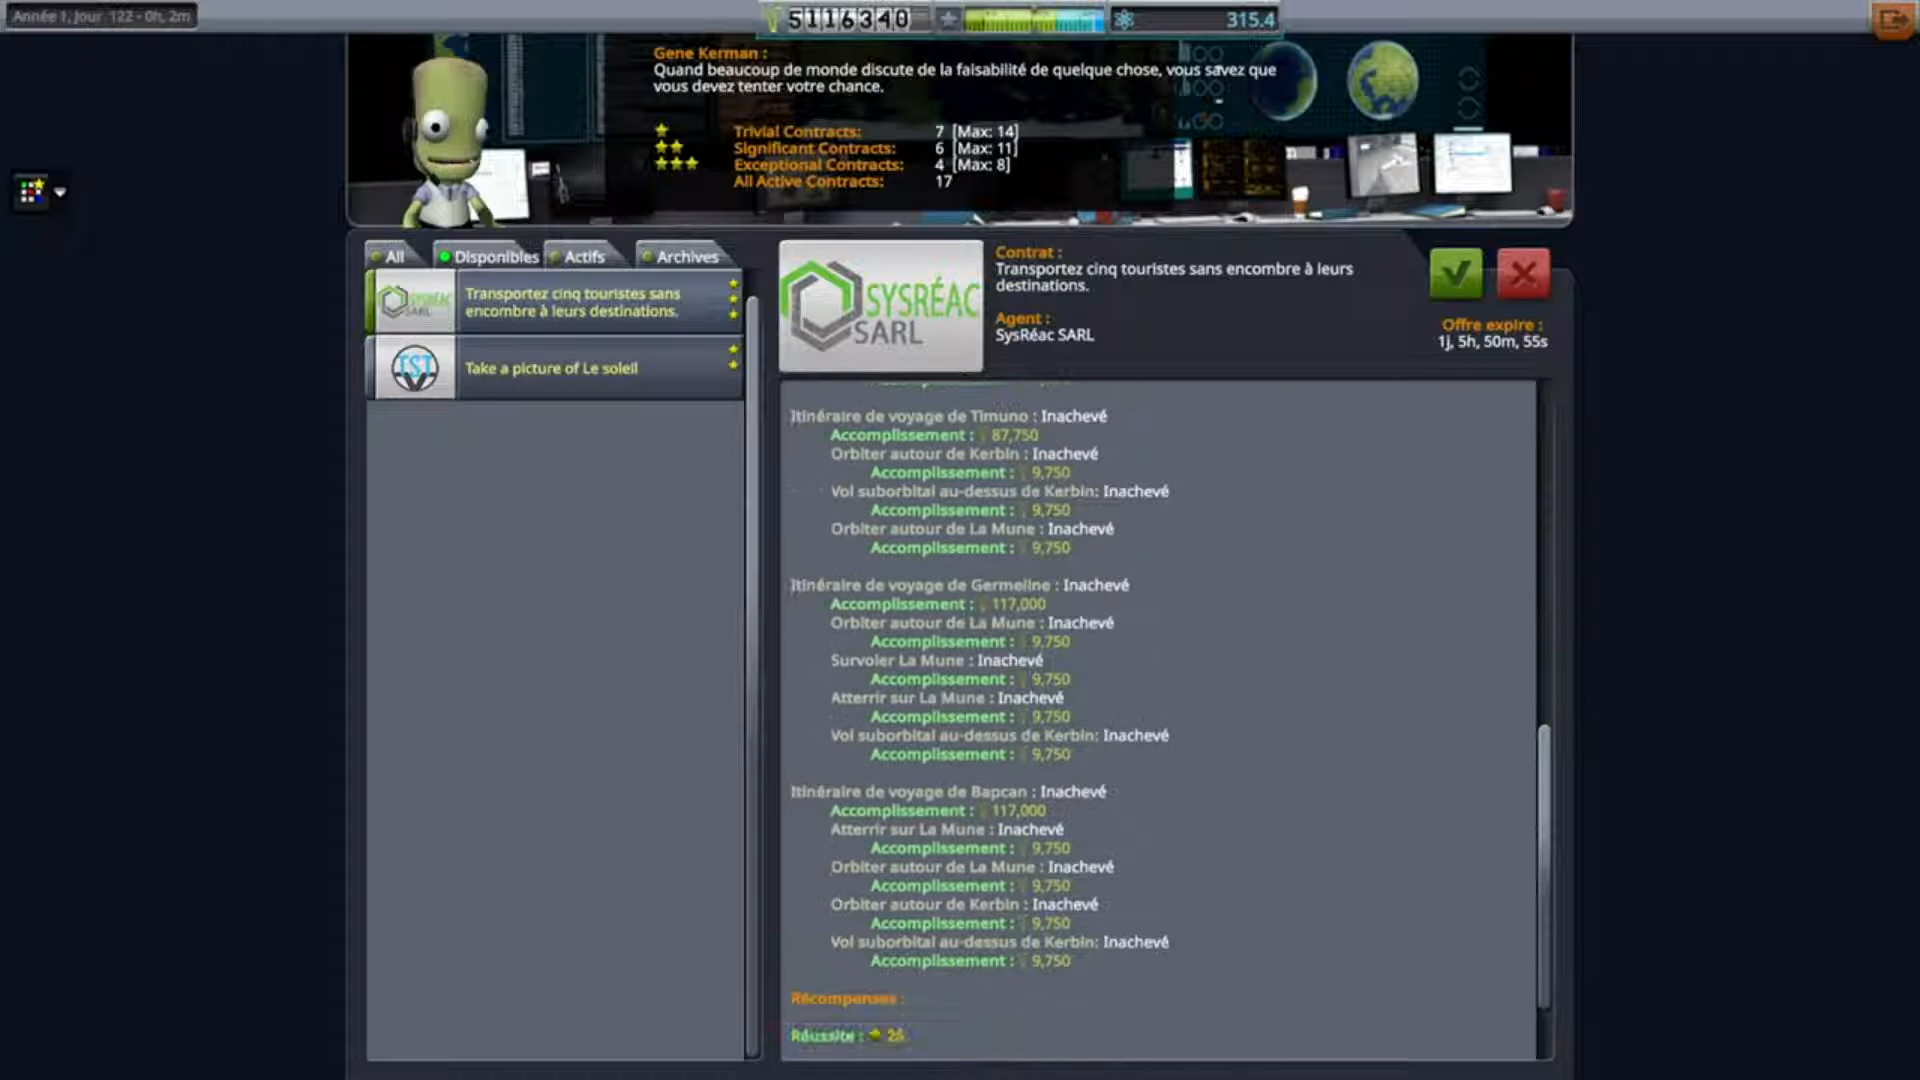 Année 1, Jour 122 - 0h, 2m
5116340
315.4
Gene Kerman :
Quand beaucoup de monde discute de la faisabilité de quelque chose, vous savez que
vous devez tenter votre chance.
Trivial Contracts: 7 [Max: 14]
Significant Contracts: 6 [Max: 11]
Exceptional Contracts: 4 [Max: 8]
All Active Contracts: 17
All
Disponibles
Actifs
Archives
SYSRÉAC
SARL
Transportez cinq touristes sans
encombre à leurs destinations.
TST
Take a picture of Le soleil
SYSRÉAC
SARL
Contrat :
Transportez cinq touristes sans encombre à leurs
destinations.
Agent :
SysRéac SARL
Offre expire :
1j, 5h, 50m, 55s
Itinéraire de voyage de Timuno : Inachevé
Accomplissement : 87,750
Orbiter autour de Kerbin : Inachevé
Accomplissement : 9,750
Vol suborbital au-dessus de Kerbin: Inachevé
Accomplissement : 9,750
Orbiter autour de La Mune : Inachevé
Accomplissement : 9,750
Itinéraire de voyage de Germeline : Inachevé
Accomplissement : 117,000
Orbiter autour de La Mune : Inachevé
Accomplissement : 9,750
Survoler La Mune : Inachevé
Accomplissement : 9,750
Atterrir sur La Mune : Inachevé
Accomplissement : 9,750
Vol suborbital au-dessus de Kerbin: Inachevé
Accomplissement : 9,750
Itinéraire de voyage de Bapcan : Inachevé
Accomplissement : 117,000
Atterrir sur La Mune : Inachevé
Accomplissement : 9,750
Orbiter autour de La Mune : Inachevé
Accomplissement : 9,750
Orbiter autour de Kerbin : Inachevé
Accomplissement : 9,750
Vol suborbital au-dessus de Kerbin: Inachevé
Accomplissement : 9,750
Récompenses :
Réussite :